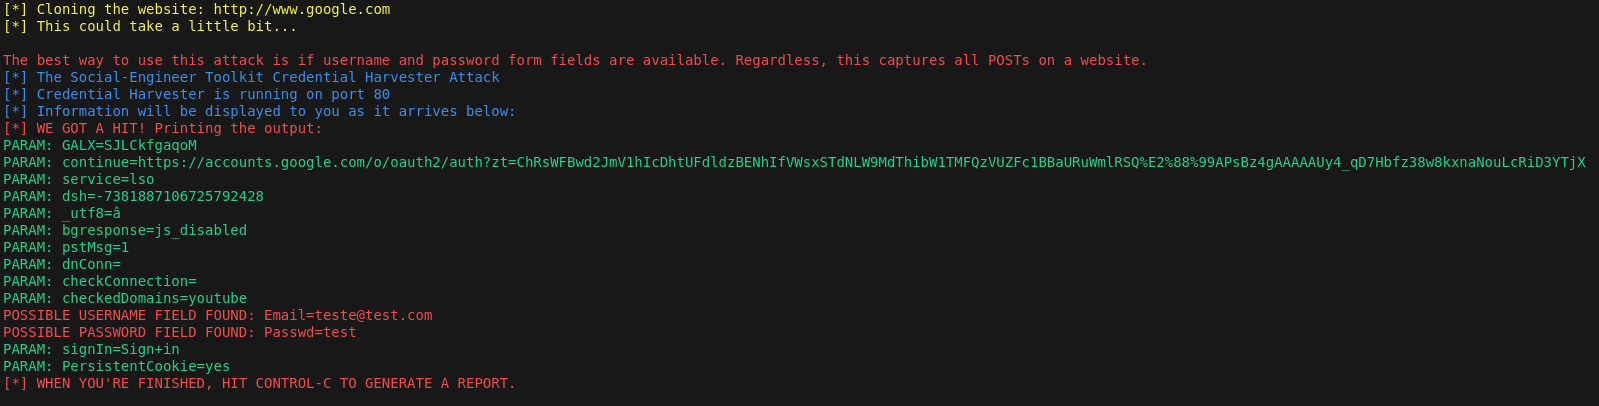 [*] Cloning the website: http://www.google.com
[*] This could take a little bit...
The best way to use this attack is if username and password form fields are available. Regardless, this captures all POSTs on a website.
[*] The Social-Engineer Toolkit Credential Harvester Attack
[*] Credential Harvester is running on port 80
[*] Information will be displayed to you as it arrives below:
[*] WE GOT A HIT! Printing the output:
PARAM: GALX=SJLCkfgaqoM
PARAM: continue=https://accounts.google.com/o/oauth2/auth?zt=ChRsWFBwd2JmV1hIcDhtUFdldzBENhIfVWsxSTdNLW9MdThibW1TMFQzVUZFc1BBaURuWmlRSQ%E2%88%99APsBz4gAAAAAUy4_qD7Hbfz38w8kxnaNouLcRiD3YTjX
PARAM: service=lso
PARAM: dsh=-7381887106725792428
PARAM: _utf8=â
PARAM: bgresponse=js_disabled
PARAM: pstMsg=1
PARAM: dnConn=
PARAM: checkConnection=
PARAM: checkedDomains=youtube
POSSIBLE USERNAME FIELD FOUND: Email=teste@test.com
POSSIBLE PASSWORD FIELD FOUND: Passwd=test
PARAM: signIn=Sign+in
PARAM: PersistentCookie=yes
[*] WHEN YOU'RE FINISHED, HIT CONTROL-C TO GENERATE A REPORT.